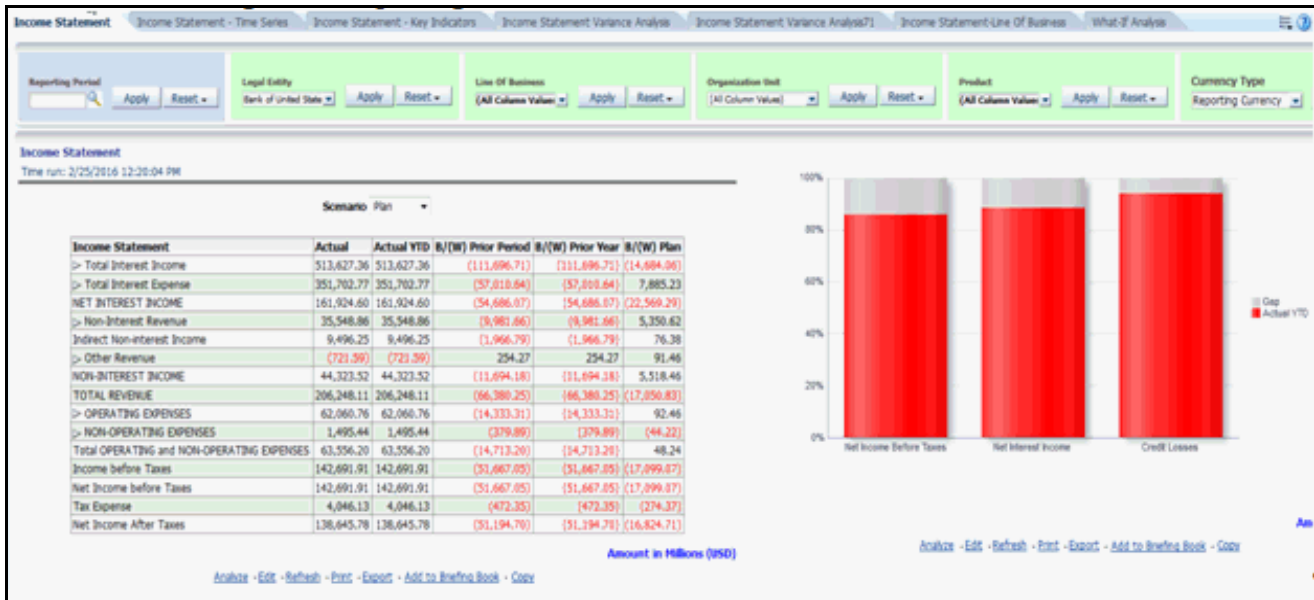 Income Statement Income Statement - Time Series Income Statement - Key Indicators Income Statement Variance Analysis Income Statement Variance Analysis71 Income Statement-Line Of Business What-If Analysis
Reporting Period Legal Entity Line Of Business Organization Unit Product Currency Type
Apply Reset Bank of United State Apply Reset (All Column Values Apply Reset (All Column Values) Apply Reset (All Column Values Apply Reset Reporting Currency
Income Statement
Time run: 2/25/2016 12:20:04 PM
Scenario Plan
Income Statement Actual Actual YTD B/(W) Prior Period B/(W) Prior Year B/(W) Plan
Total Interest Income 513,627.36 513,627.36 (111,696.71) (111,696.71) (14,684.06)
Total Interest Expense 351,702.77 351,702.77 (57,010.64) (57,010.64) 7,885.23
NET INTEREST INCOME 161,924.60 161,924.60 (54,686.07) (54,686.07) (22,569.29)
Non-Interest Revenue 35,548.86 35,548.86 (9,981.66) (9,981.66) 5,350.62
Indirect Non-interest Income 9,496.25 9,496.25 (1,966.79) (1,966.79) 76.38
Other Revenue (721.59) (721.59) 254.27 254.27 91.46
NON-INTEREST INCOME 44,323.52 44,323.52 (11,694.18) (11,694.18) 5,518.46
TOTAL REVENUE 206,248.11 206,248.11 (66,380.25) (66,380.25) (17,050.83)
OPERATING EXPENSES 62,060.76 62,060.76 (14,333.31) (14,333.31) 92.46
NON-OPERATING EXPENSES 1,495.44 1,495.44 (379.89) (379.89) (44.22)
Total OPERATING and NON-OPERATING EXPENSES 63,556.20 63,556.20 (14,713.20) (14,713.20) 48.24
Income before Taxes 142,691.91 142,691.91 (51,667.05) (51,667.05) (17,099.07)
Net Income before Taxes 142,691.91 142,691.91 (51,667.05) (51,667.05) (17,099.07)
Tax Expense 4,046.13 4,046.13 (472.35) (472.35) (274.37)
Net Income After Taxes 138,645.78 138,645.78 (51,194.70) (51,194.70) (16,824.71)
Amount in Millions (USD)
Analyze - Edit - Refresh - Print - Export - Add to Briefing Book - Copy
100%
80%
60%
40%
20%
0%
Net Income Before Taxes Net Interest Income Credit Losses
Gap
Actual YTD
Am
Analyze - Edit - Refresh - Print - Export - Add to Briefing Book - Copy